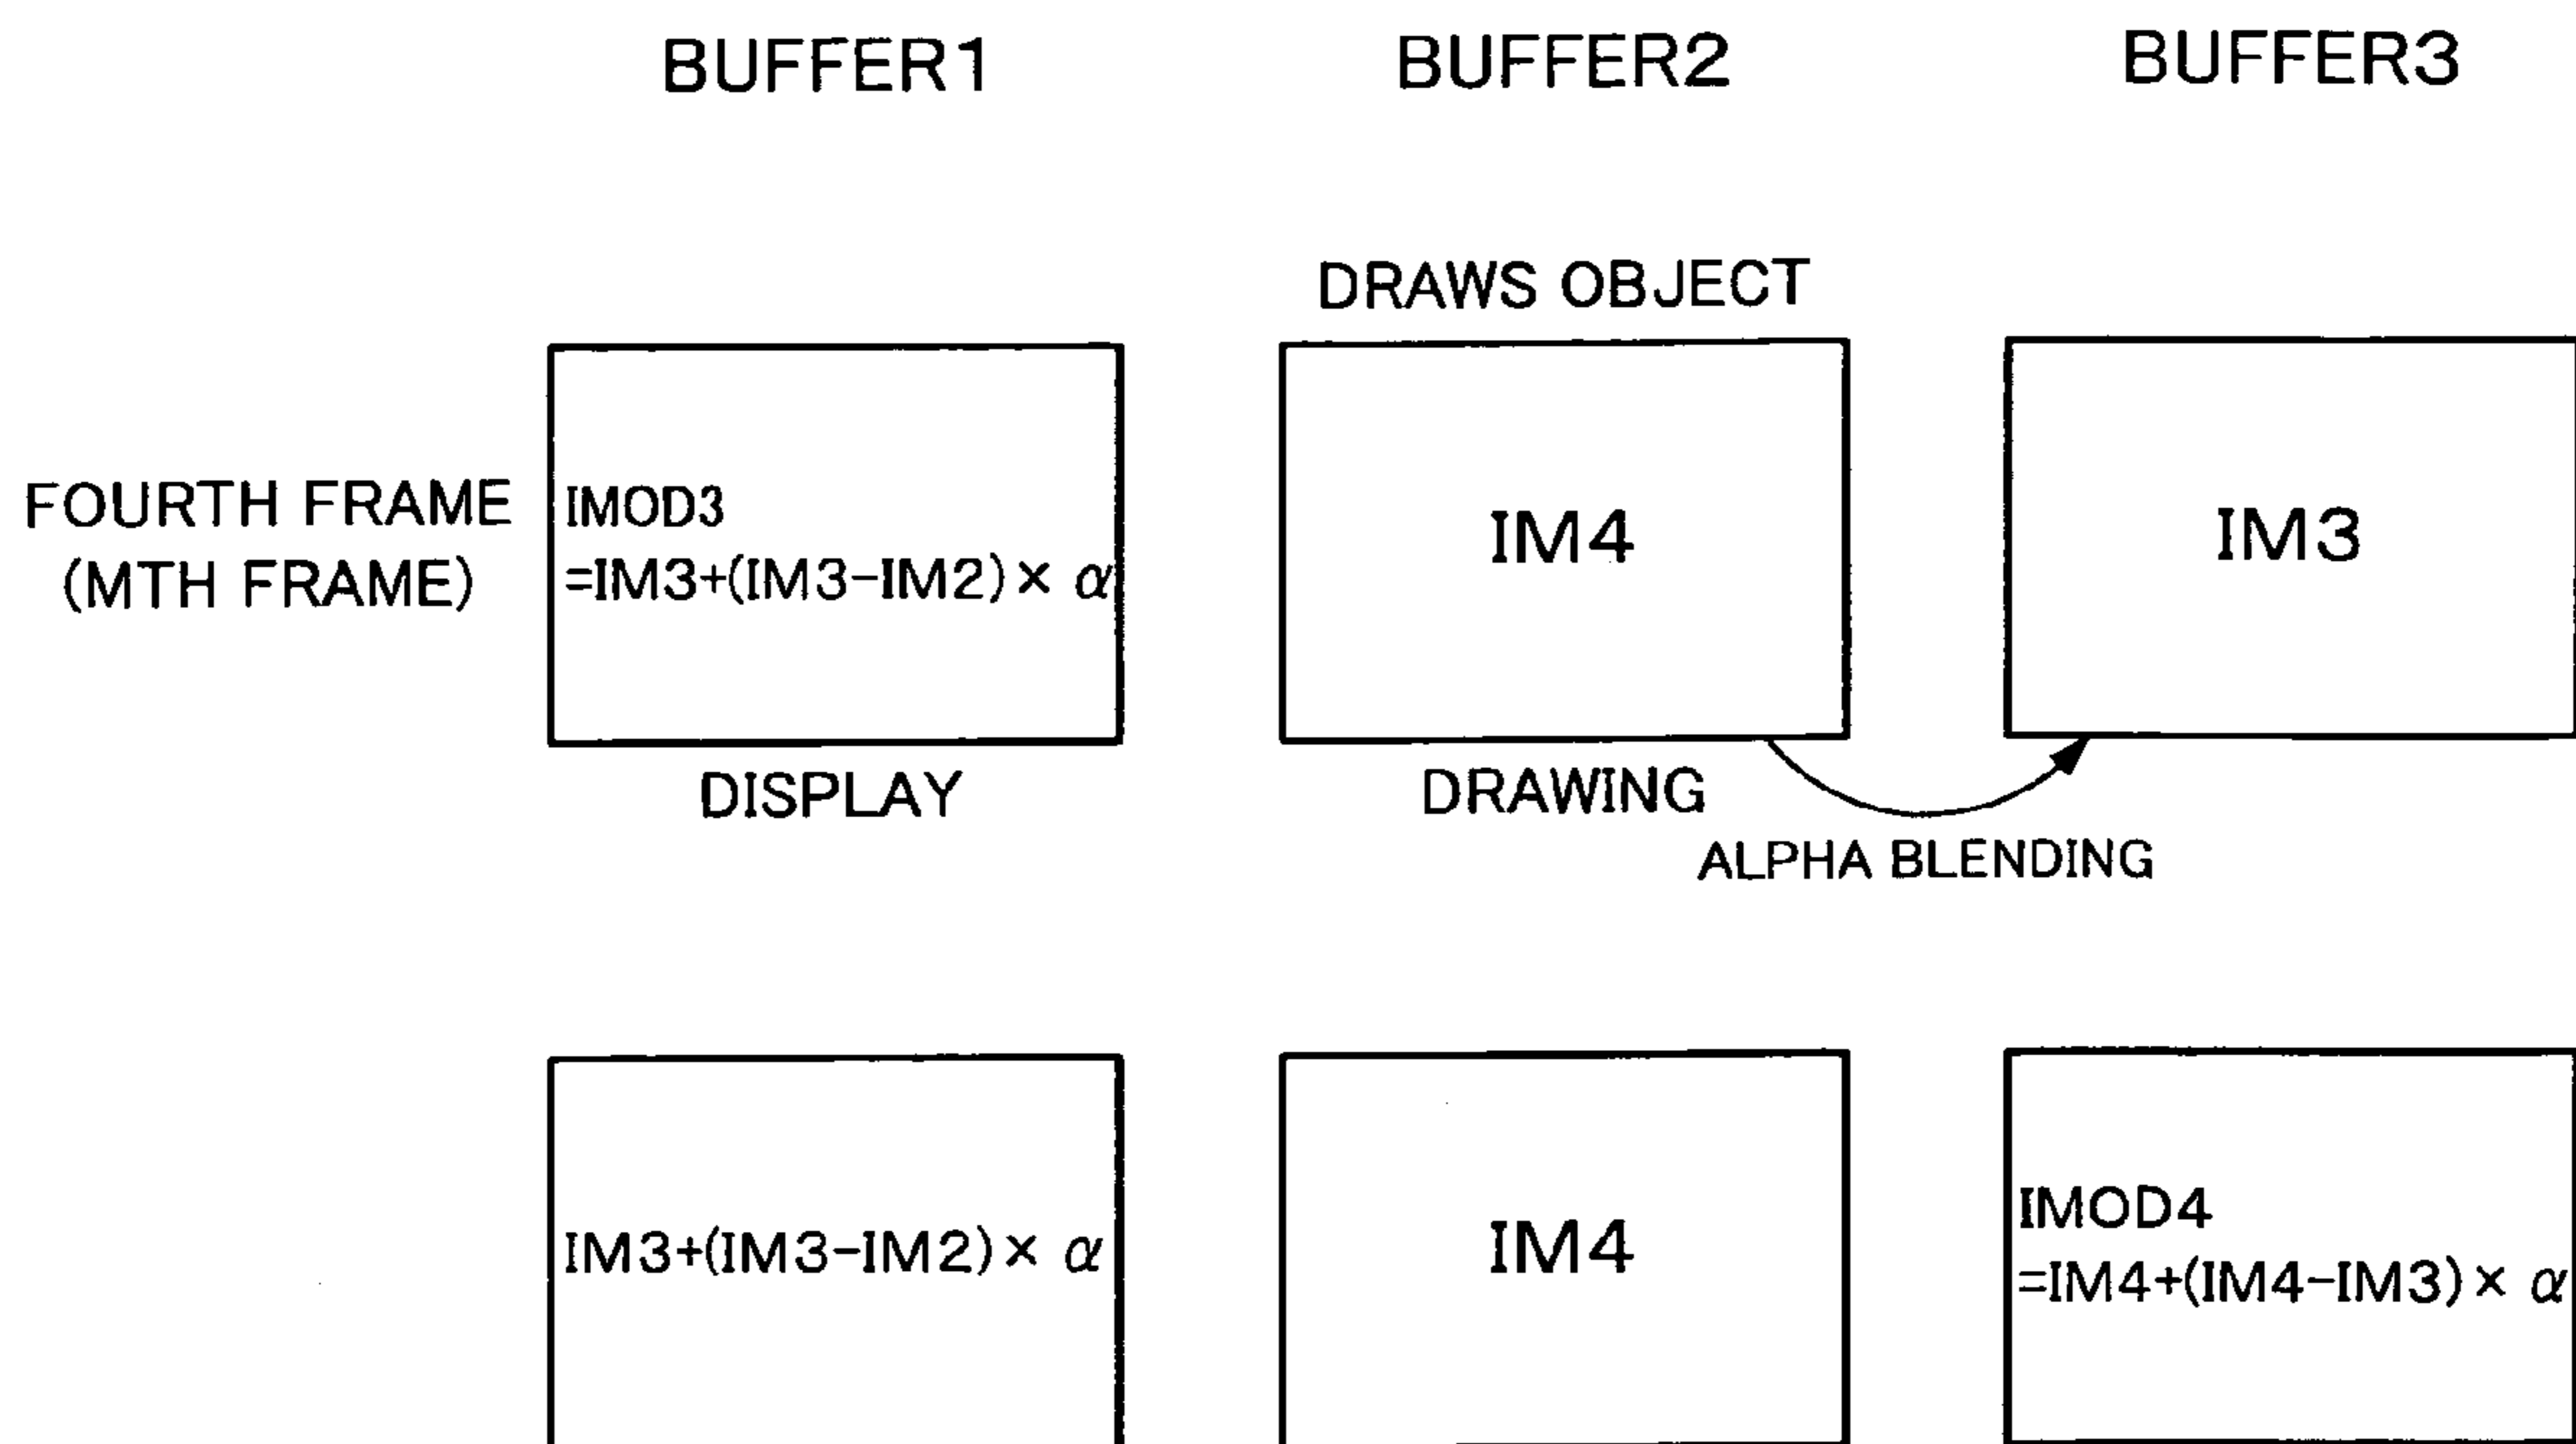 BUFFER1
BUFFER2
BUFFER3
DRAWS OBJECT
FOURTH FRAME
(MTH FRAME)
IMOD3
=IM3+(IM3-IM2)× α
IM4
IM3
DISPLAY
DRAWING
ALPHA BLENDING
IM3+(IM3-IM2)× α
IM4
IMOD4
=IM4+(IM4-IM3)× α